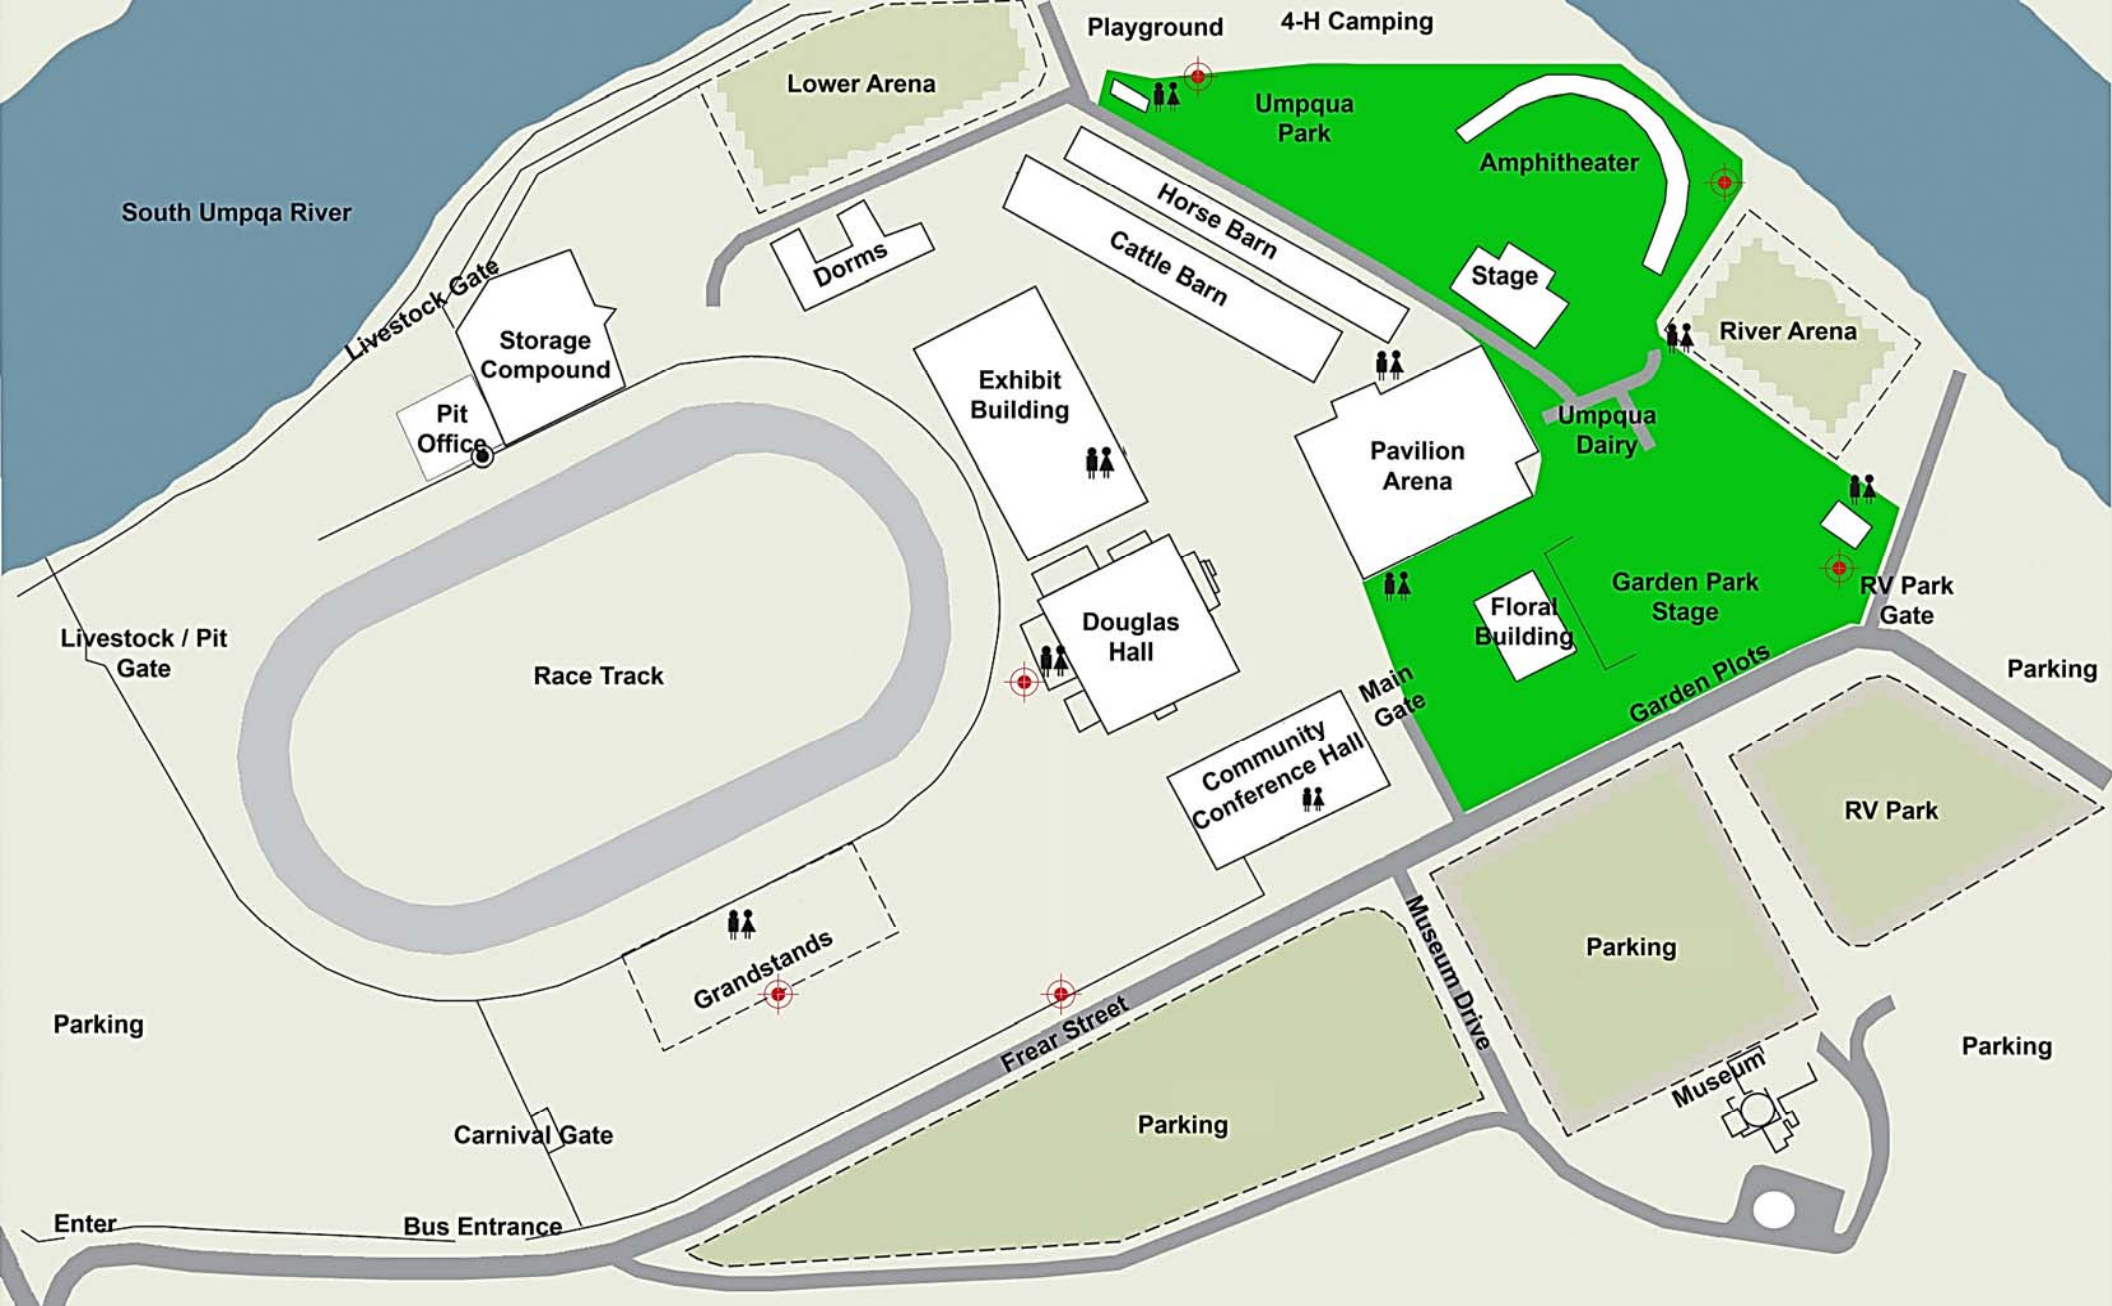 Playground
4-H Camping
Lower Arena
Umpqua
Park
Amphitheater
South Umpqa River
Horse Barn
Cattle Barn
Dorms
Stage
Livestock Gate
Storage
Compound
River Arena
Exhibit
Building
Pit
Office
Pavilion
Arena
Umpqua
Dairy
Livestock / Pit
Gate
Race Track
Douglas
Hall
Floral
Building
Garden Park
Stage
RV Park
Gate
Main
Gate
Garden Plots
Parking
Community
Conference Hall
RV Park
Grandstands
Museum Drive
Parking
Parking
Frear Street
Parking
Museum
Carnival Gate
Parking
Enter
Bus Entrance